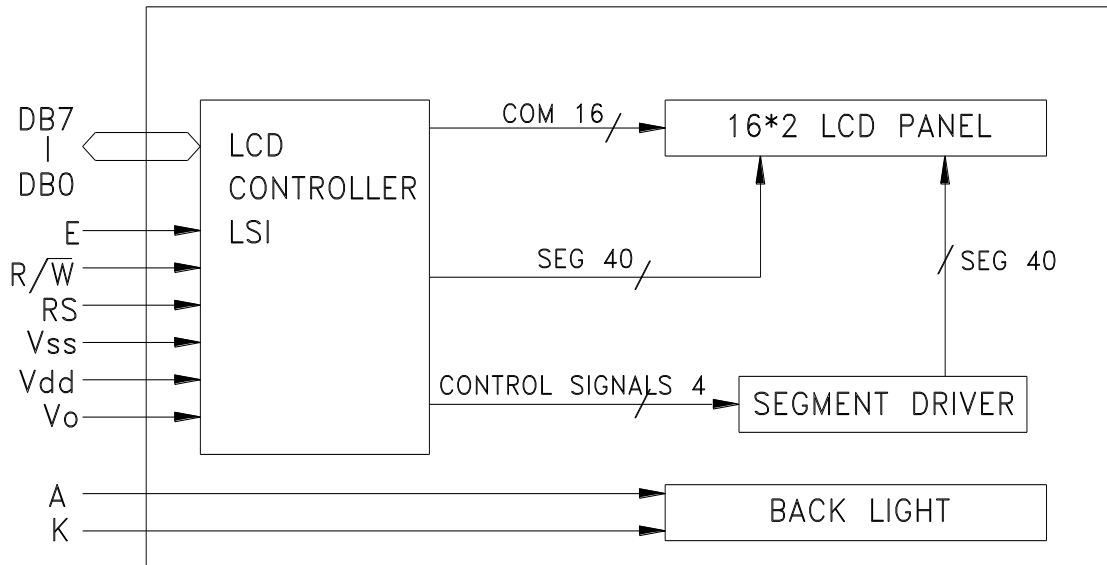 DB7
DB0
E
R/W̅
RS
Vss
Vdd
Vo
A
K
LCD
CONTROLLER
LSI
COM 16
SEG 40
CONTROL SIGNALS 4
16*2 LCD PANEL
SEG 40
SEGMENT DRIVER
BACK LIGHT